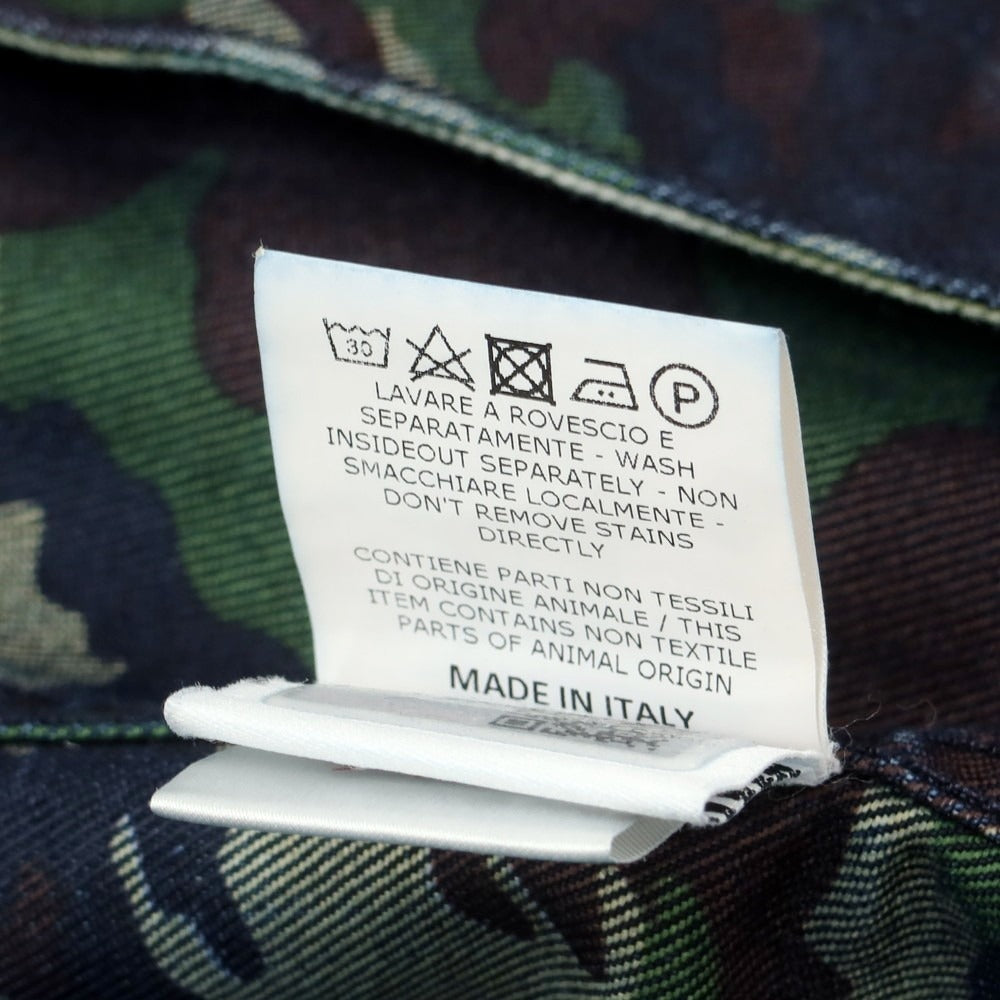 30
P
LAVARE A ROVESCIO E
SEPARATAMENTE - WASH
INSIDEOUT SEPARATELY - NON
SMACCHIARE LOCALMENTE -
DON'T REMOVE STAINS
DIRECTLY
CONTIENE PARTI NON TESSILI
DI ORIGINE ANIMALE / THIS
ITEM CONTAINS NON TEXTILE
PARTS OF ANIMAL ORIGIN
MADE IN ITALY